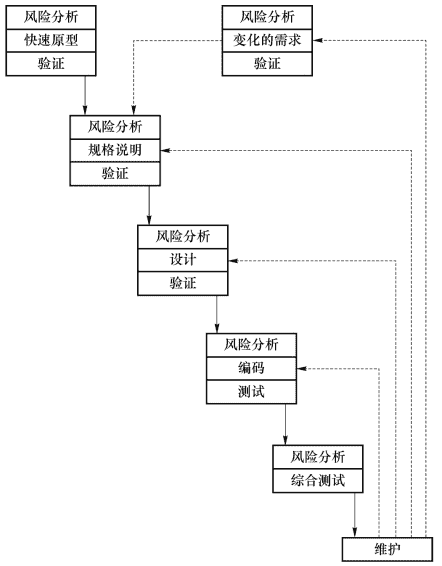 风险分析
快速原型
验证
风险分析
变化的需求
验证
风险分析
规格说明
验证
风险分析
设计
验证
风险分析
编码
测试
风险分析
综合测试
维护